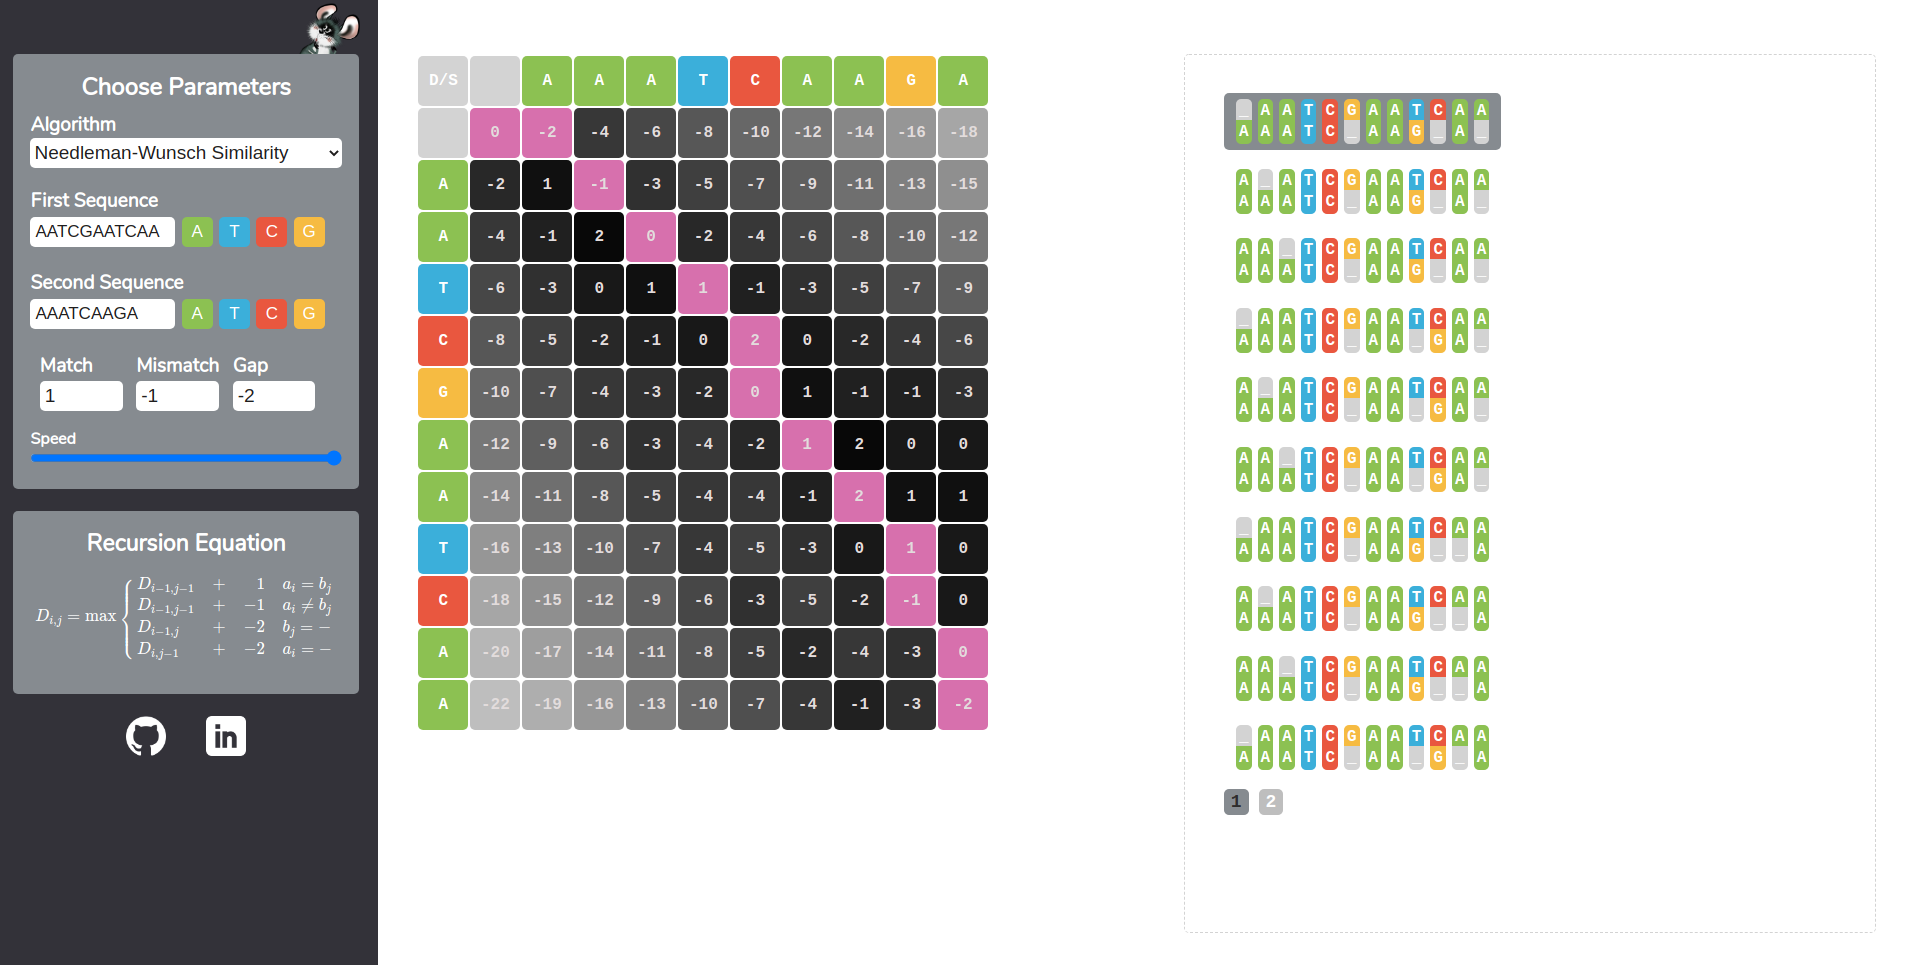 Choose Parameters
Algorithm
Needleman-Wunsch Similarity
First Sequence
AATCGAATCAA A T C G
Second Sequence
AAATCAAGA A T C G
Match Mismatch Gap
1 -1 -2
Speed
Recursion Equation
D_{i,j} = max { D_{i−1,j−1} + 1 a_i = b_j
D_{i−1,j−1} + −1 a_i ≠ b_j
D_{i−1,j} + −2 b_j = −
D_{i,j−1} + −2 a_i = −
in
D/S A A A T C A A G A
0 -2 -4 -6 -8 -10 -12 -14 -16 -18
A -2 1 -1 -3 -5 -7 -9 -11 -13 -15
A -4 -1 2 0 -2 -4 -6 -8 -10 -12
T -6 -3 0 1 1 -1 -3 -5 -7 -9
C -8 -5 -2 -1 0 2 0 -2 -4 -6
G -10 -7 -4 -3 -2 0 1 -1 -1 -3
A -12 -9 -6 -3 -4 -2 1 2 0 0
A -14 -11 -8 -5 -4 -4 -1 2 1 1
T -16 -13 -10 -7 -4 -5 -3 0 1 0
C -18 -15 -12 -9 -6 -3 -5 -2 -1 0
A -20 -17 -14 -11 -8 -5 -2 -4 -3 0
A -22 -19 -16 -13 -10 -7 -4 -1 -3 -2
_ A A T C G A A T C A A
A A A T C _ A A G _ A _
A _ A T C G A A T C A A
A A A T C _ A A G _ A _
A A _ T C G A A T C A A
A A A T C _ A A G _ A _
_ A A T C G A A T C A A
A A A T C _ A A _ G A _
A _ A T C G A A T C A A
A A A T C _ A A _ G A _
A A _ T C G A A T C A A
A A A T C _ A A _ G A _
_ A A T C G A A T C A A
A A A T C _ A A G _ _ A
A _ A T C G A A T C A A
A A A T C _ A A G _ _ A
A A _ T C G A A T C A A
A A A T C _ A A G _ _ A
_ A A T C G A A T C A A
A A A T C _ A A _ G _ A
1 2